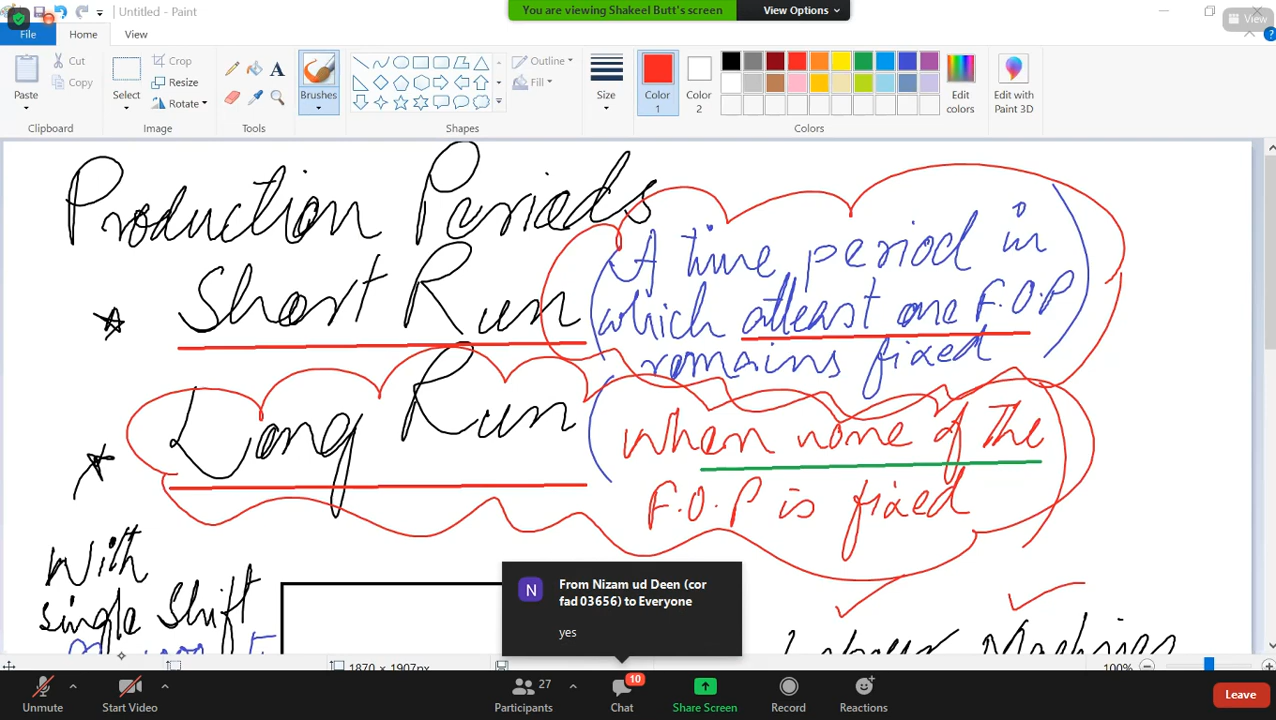 You are viewing Shakeel Butt's screen
View Options
Untitled - Paint
View
File
Home
View
Paste
Cut
Copy
Select
Crop
Resize
Rotate
Brushes
Outline
Fill
Size
Color
1
Color
2
Edit
colors
Edit with
Paint 3D
Clipboard
Image
Tools
Shapes
Colors
Production Periods
Short Run
A time period in
which atleast one F.O.P
remains fixed
Long Run
when none of the
F.O.P is fixed
With
single Shift
Machines
N
From Nizam ud Deen (cor
fad 03656) to Everyone
yes
1870 × 1907px
100%
Unmute
Start Video
27
Participants
10
Chat
Share Screen
Record
Reactions
Leave